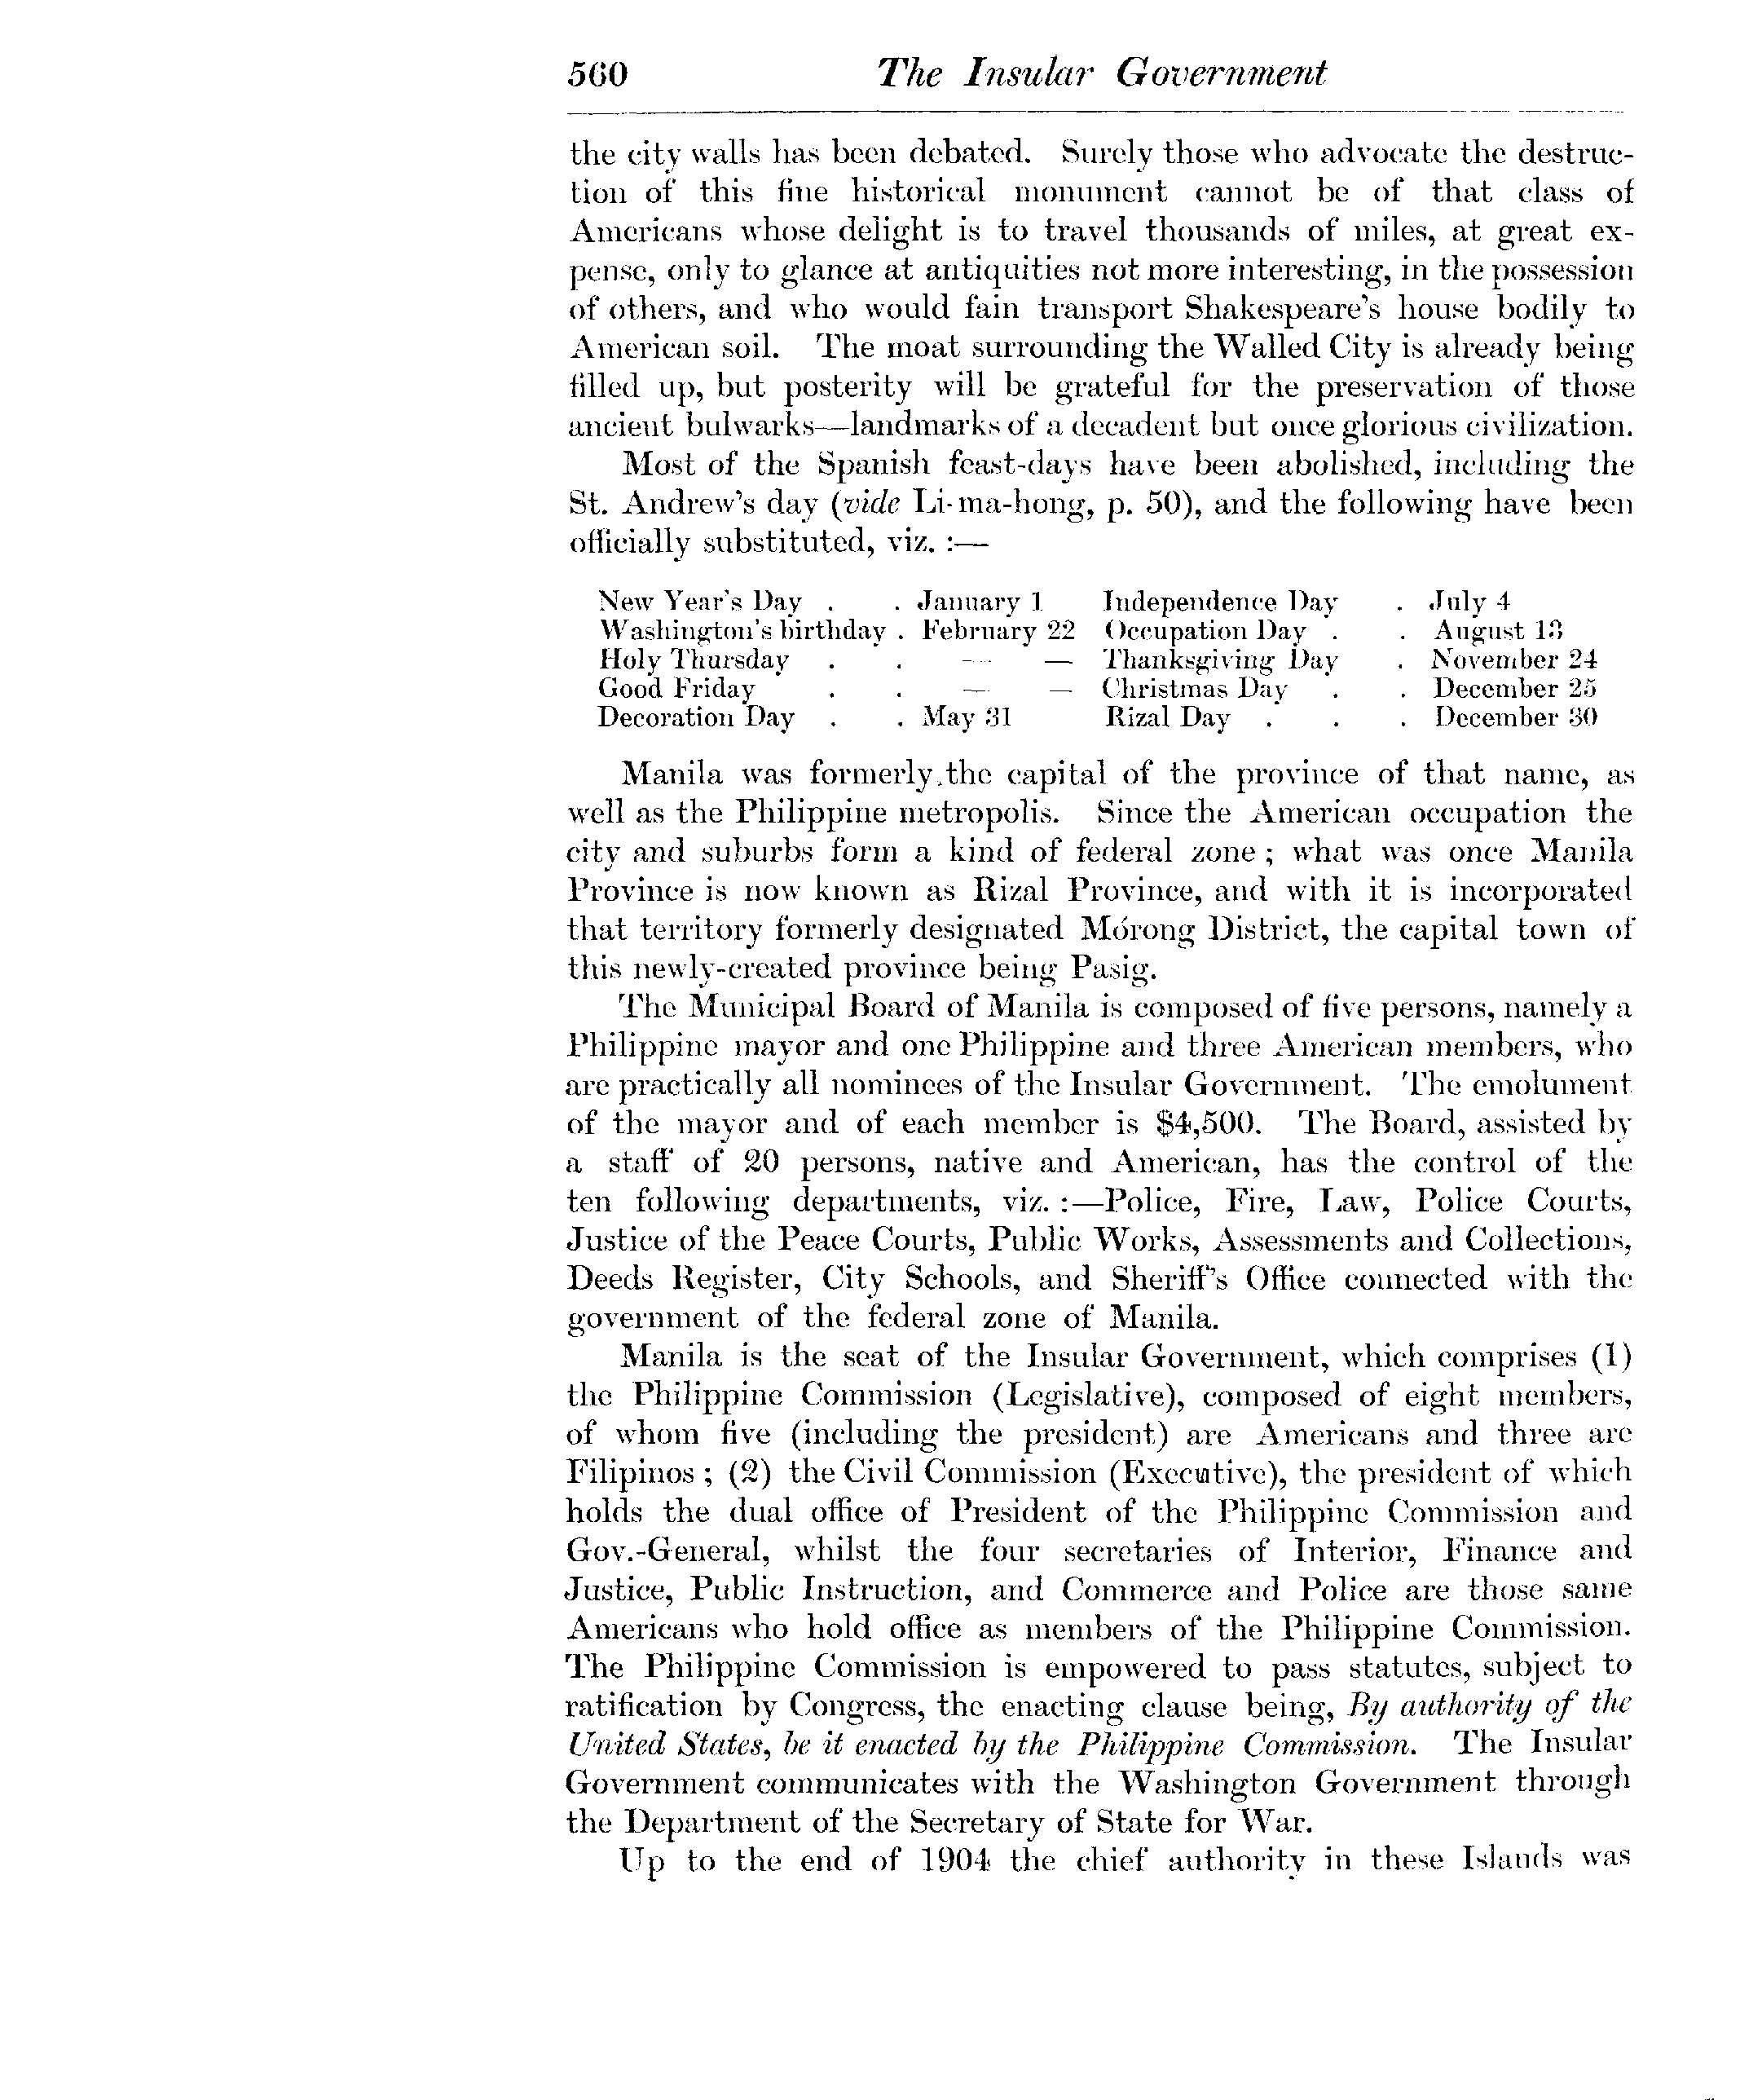 560 The Insular Government
the city walls has been debated. Surely those who advocate the destruc-
tion of this fine historical monument cannot be of that class of
Americans whose delight is to travel thousands of miles, at great ex-
pense, only to glance at antiquities not more interesting, in the possession
of others, and who would fain transport Shakespeare's house bodily to
American soil. The moat surrounding the Walled City is already being
filled up, but posterity will be grateful for the preservation of those
ancient bulwarks—landmarks of a decadent but once glorious civilization.
Most of the Spanish feast-days have been abolished, including the
St. Andrew's day (vide Li-ma-hong, p. 50), and the following have been
officially substituted, viz. :—
New Year's Day . . January 1 Independence Day . July 4
Washington's birthday . February 22 Occupation Day . . August 13
Holy Thursday . . — — Thanksgiving Day . November 24
Good Friday . . — — Christmas Day . . December 25
Decoration Day . . May 31 Rizal Day . . . December 30
Manila was formerly the capital of the province of that name, as
well as the Philippine metropolis. Since the American occupation the
city and suburbs form a kind of federal zone ; what was once Manila
Province is now known as Rizal Province, and with it is incorporated
that territory formerly designated Mórong District, the capital town of
this newly-created province being Pasig.
The Municipal Board of Manila is composed of five persons, namely a
Philippine mayor and one Philippine and three American members, who
are practically all nominees of the Insular Government. The emolument
of the mayor and of each member is $4,500. The Board, assisted by
a staff of 20 persons, native and American, has the control of the
ten following departments, viz. :—Police, Fire, Law, Police Courts,
Justice of the Peace Courts, Public Works, Assessments and Collections,
Deeds Register, City Schools, and Sheriff's Office connected with the
government of the federal zone of Manila.
Manila is the seat of the Insular Government, which comprises (1)
the Philippine Commission (Legislative), composed of eight members,
of whom five (including the president) are Americans and three are
Filipinos ; (2) the Civil Commission (Executive), the president of which
holds the dual office of President of the Philippine Commission and
Gov.-General, whilst the four secretaries of Interior, Finance and
Justice, Public Instruction, and Commerce and Police are those same
Americans who hold office as members of the Philippine Commission.
The Philippine Commission is empowered to pass statutes, subject to
ratification by Congress, the enacting clause being, By authority of the
United States, be it enacted by the Philippine Commission. The Insular
Government communicates with the Washington Government through
the Department of the Secretary of State for War.
Up to the end of 1904 the chief authority in these Islands was